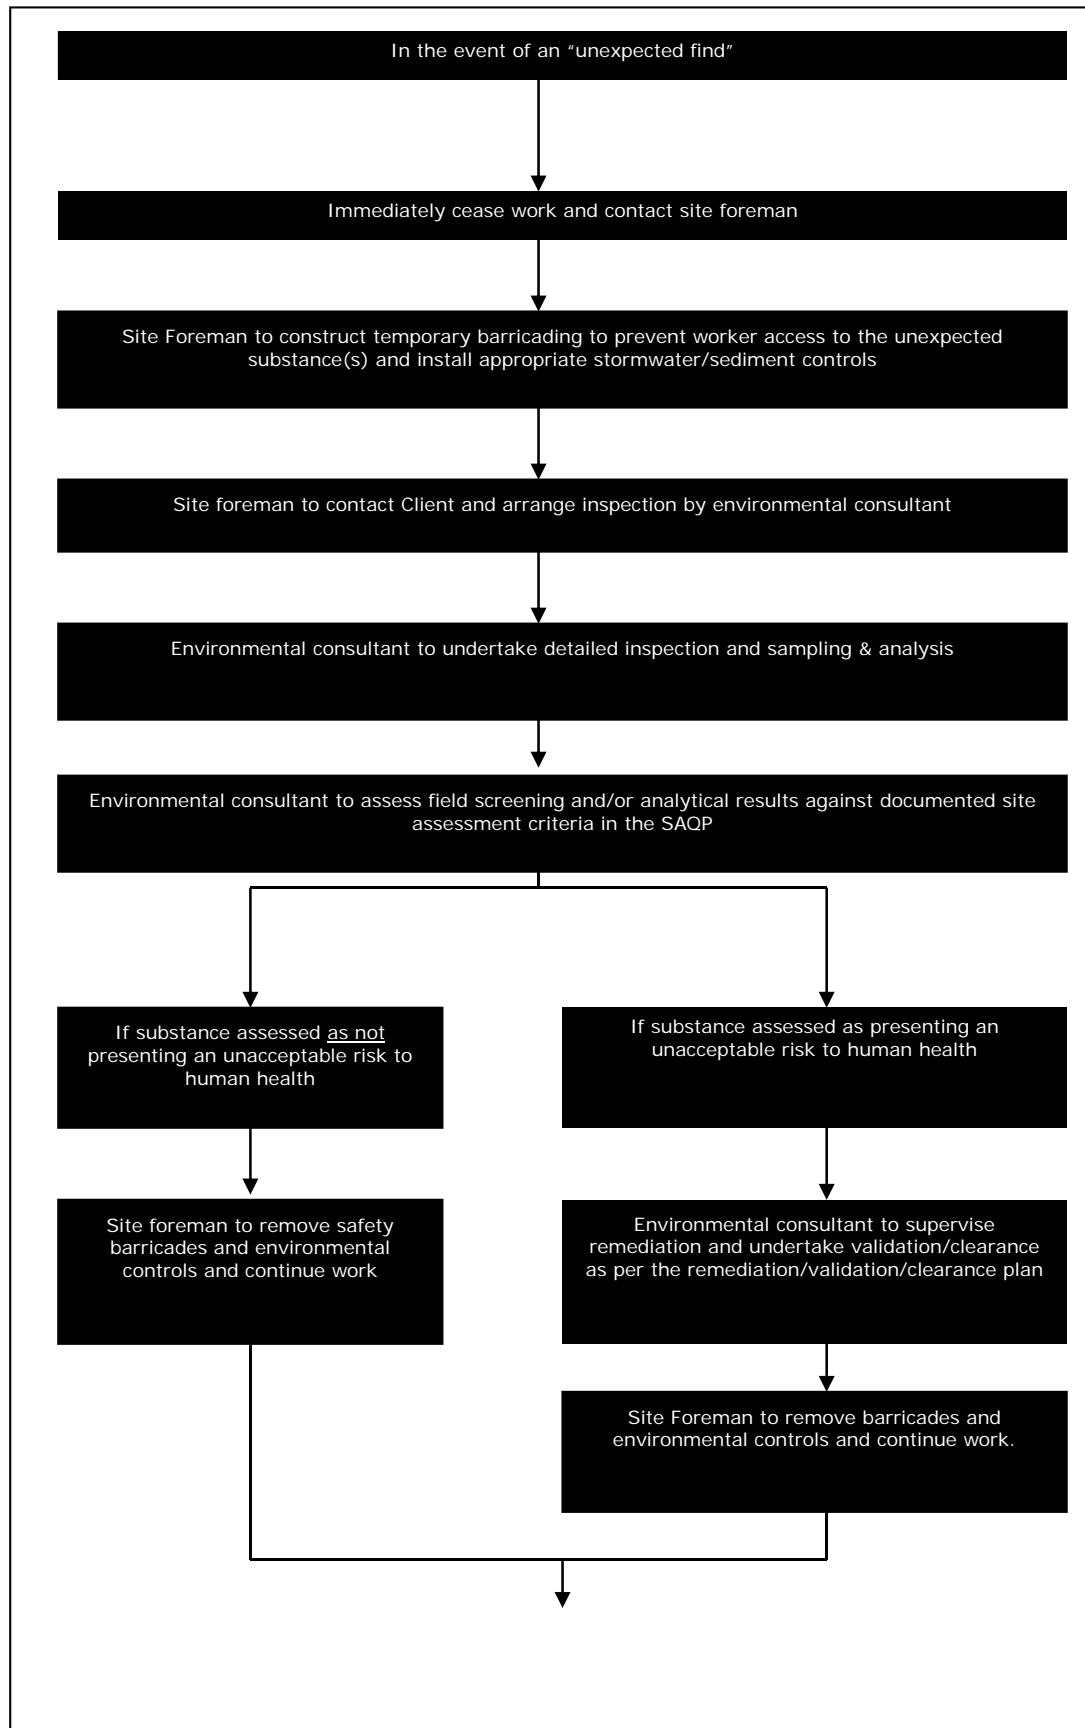 In the event of an “unexpected find”
Immediately cease work and contact site foreman
Site Foreman to construct temporary barricading to prevent worker access to the unexpected
substance(s) and install appropriate stormwater/sediment controls
Site foreman to contact Client and arrange inspection by environmental consultant
Environmental consultant to undertake detailed inspection and sampling & analysis
Environmental consultant to assess field screening and/or analytical results against documented site
assessment criteria in the SAQP
If substance assessed as not
presenting an unacceptable risk to
human health
If substance assessed as presenting an
unacceptable risk to human health
Site foreman to remove safety
barricades and environmental
controls and continue work
Environmental consultant to supervise
remediation and undertake validation/clearance
as per the remediation/validation/clearance plan
Site Foreman to remove barricades and
environmental controls and continue work.